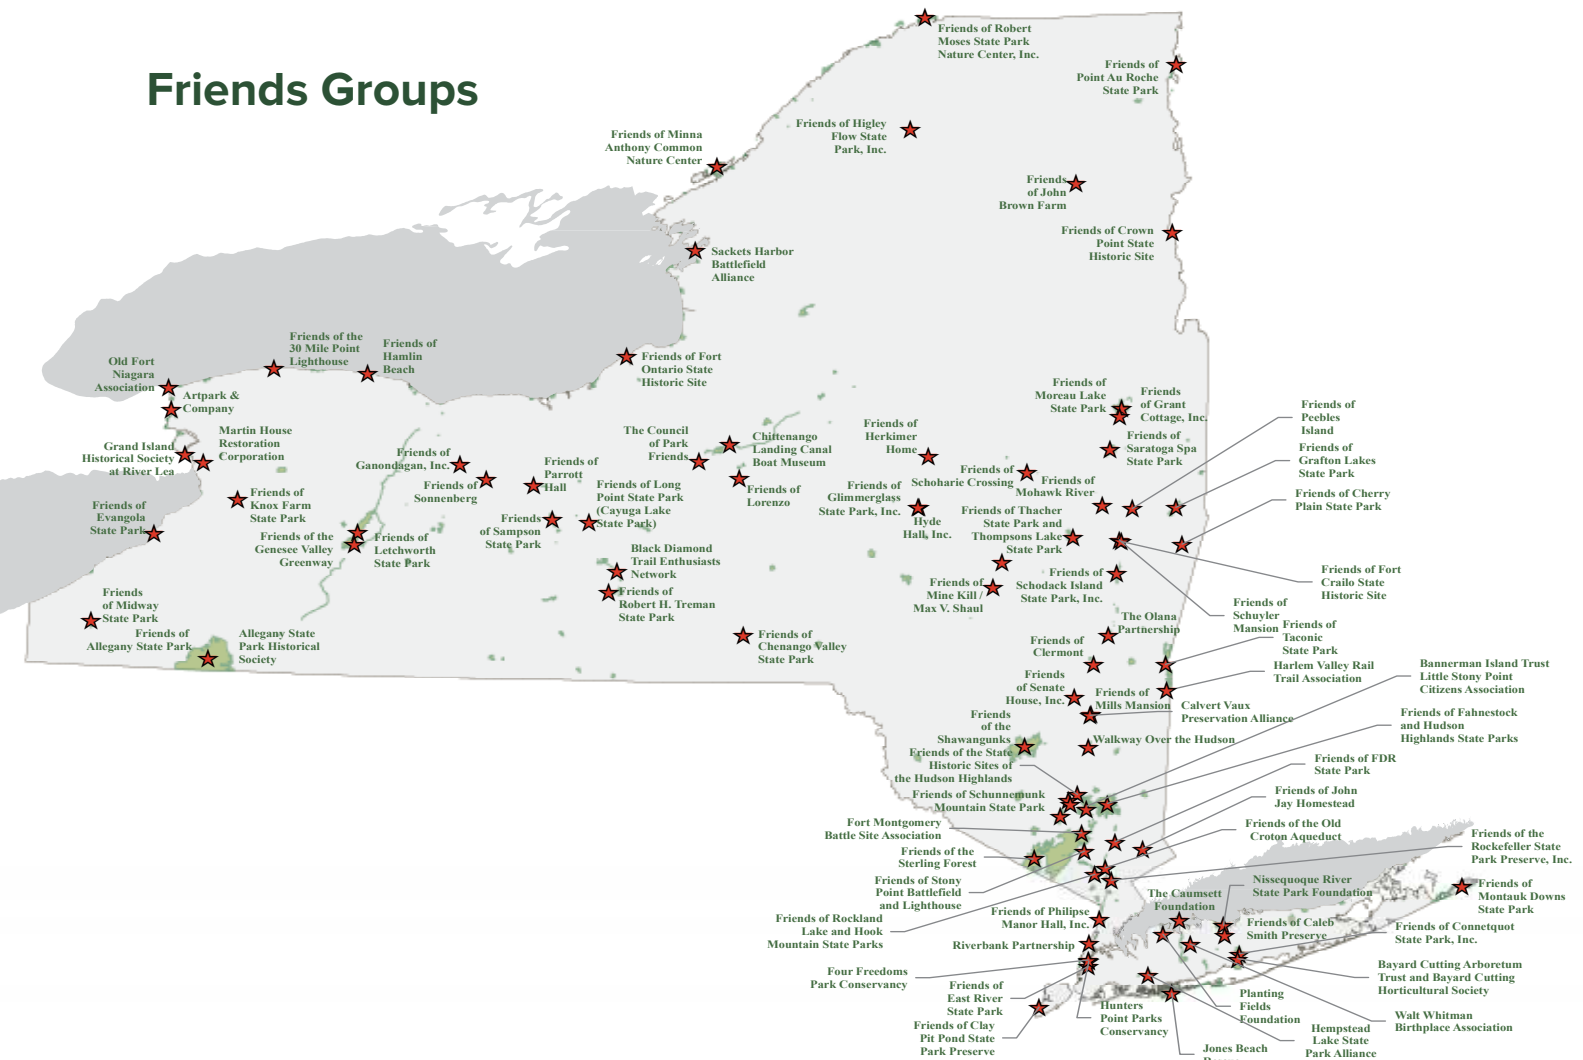 Friends Groups
Friends of Robert
Moses State Park
Nature Center, Inc.
Friends of
Point Au Roche
State Park
Friends of Higley
Flow State
Park, Inc.
Friends of Minna
Anthony Common
Nature Center
Friends
of John
Brown Farm
Friends of Crown
Point State
Historic Site
Sackets Harbor
Battlefield
Alliance
Friends of the
30 Mile Point
Lighthouse
Friends of
Hamlin
Beach
Old Fort
Niagara
Association
Friends of Fort
Ontario State
Historic Site
Artpark &
Company
Friends of
Moreau Lake
State Park
Friends
of Grant
Cottage, Inc.
Friends of
Peebles
Island
Martin House
Restoration
Corporation
Grand Island
Historical Society
at River Lea
The Council
of Park
Friends
Chittenango
Landing Canal
Boat Museum
Friends of
Herkimer
Home
Friends of
Saratoga Spa
State Park
Friends of
Grafton Lakes
State Park
Friends of
Ganondagan, Inc.
Friends of
Sonnenberg
Friends of
Parrott
Hall
Friends of Long
Point State Park
(Cayuga Lake
State Park)
Friends of
Lorenzo
Friends of
Schoharie Crossing
Friends of
Mohawk River
Friends of
Glimmerglass
State Park, Inc.
Hyde
Hall, Inc.
Friends of Cherry
Plain State Park
Friends of
Knox Farm
State Park
Friends of
Evangola
State Park
Friends of the
Genesee Valley
Greenway
Friends of
Letchworth
State Park
Friends
of Sampson
State Park
Friends of Thacher
State Park and
Thompsons Lake
State Park
Black Diamond
Trail Enthusiasts
Network
Friends of
Robert H. Treman
State Park
Friends of
Mine Kill /
Max V. Shaul
Friends of
Schodack Island
State Park, Inc.
Friends of Fort
Crailo State
Historic Site
Friends of
Schuyler
Mansion
Friends
of Midway
State Park
Friends of
Allegany State Park
Allegany State
Park Historical
Society
Friends of
Chenango Valley
State Park
The Olana
Partnership
Friends of
Clermont
Friends of
Taconic
State Park
Harlem Valley Rail
Trail Association
Bannerman Island Trust
Little Stony Point
Citizens Association
Friends
of Senate
House, Inc.
Friends of
Mills Mansion
Calvert Vaux
Preservation Alliance
Friends of Fahnestock
and Hudson
Highlands State Parks
Friends
of the
Shawangunks
Walkway Over the Hudson
Friends of the State
Historic Sites of
the Hudson Highlands
Friends of FDR
State Park
Friends of Schunnemunk
Mountain State Park
Friends of John
Jay Homestead
Fort Montgomery
Battle Site Association
Friends of the Old
Croton Aqueduct
Friends of the
Rockefeller State
Park Preserve, Inc.
Friends of the
Sterling Forest
Friends of Stony
Point Battlefield
and Lighthouse
The Caumsett
Foundation
Nissequoque River
State Park Foundation
Friends of
Montauk Downs
State Park
Friends of Rockland
Lake and Hook
Mountain State Parks
Friends of Philipse
Manor Hall, Inc.
Friends of Caleb
Smith Preserve
Friends of Connetquot
State Park, Inc.
Riverbank Partnership
Four Freedoms
Park Conservancy
Bayard Cutting Arboretum
Trust and Bayard Cutting
Horticultural Society
Friends of
East River
State Park
Hunters
Point Parks
Conservancy
Planting
Fields
Foundation
Walt Whitman
Birthplace Association
Friends of Clay
Pit Pond State
Park Preserve
Hempstead
Lake State
Park Alliance
Jones Beach